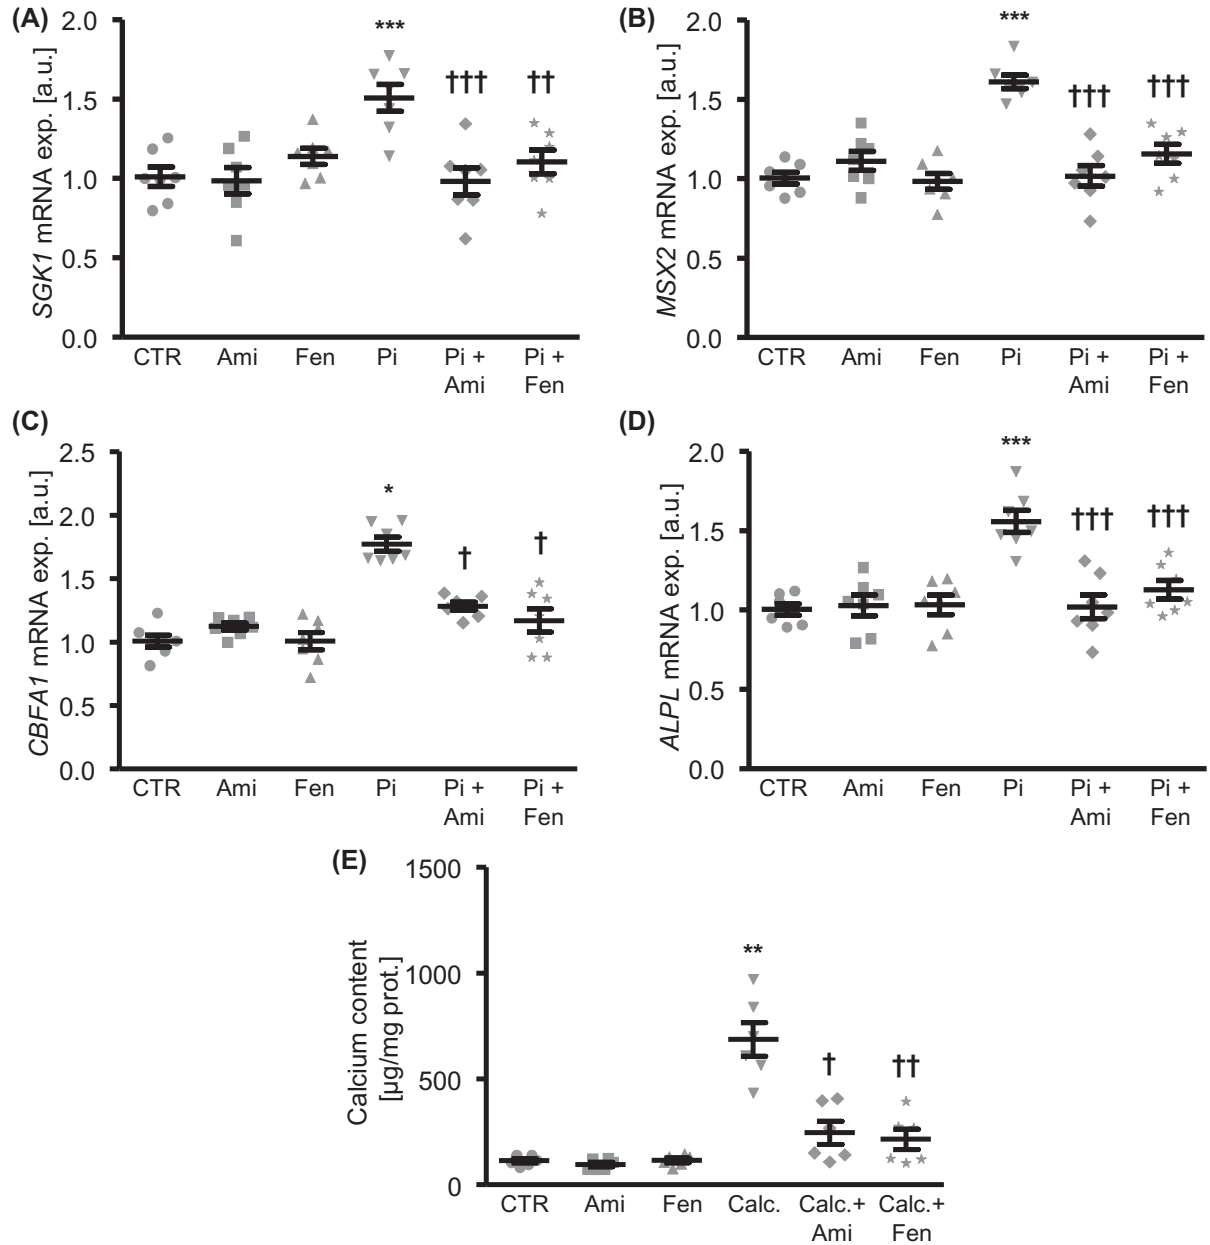 (A)
SGK1 mRNA exp. [a.u.]
2.0
1.5
1.0
0.5
0.0
***
†††
††
CTR Ami Fen Pi Pi + Pi +
Ami Fen
(B)
MSX2 mRNA exp. [a.u.]
2.0
1.5
1.0
0.5
0.0
***
†††
†††
CTR Ami Fen Pi Pi + Pi +
Ami Fen
(C)
CBFA1 mRNA exp. [a.u.]
2.5
2.0
1.5
1.0
0.5
0.0
*
†
†
CTR Ami Fen Pi Pi + Pi +
Ami Fen
(D)
ALPL mRNA exp. [a.u.]
2.0
1.5
1.0
0.5
0.0
***
†††
†††
CTR Ami Fen Pi Pi + Pi +
Ami Fen
(E)
Calcium content
[µg/mg prot.]
1500
1000
500
0
**
†
††
CTR Ami Fen Calc. Calc.+ Calc.+
Ami Fen